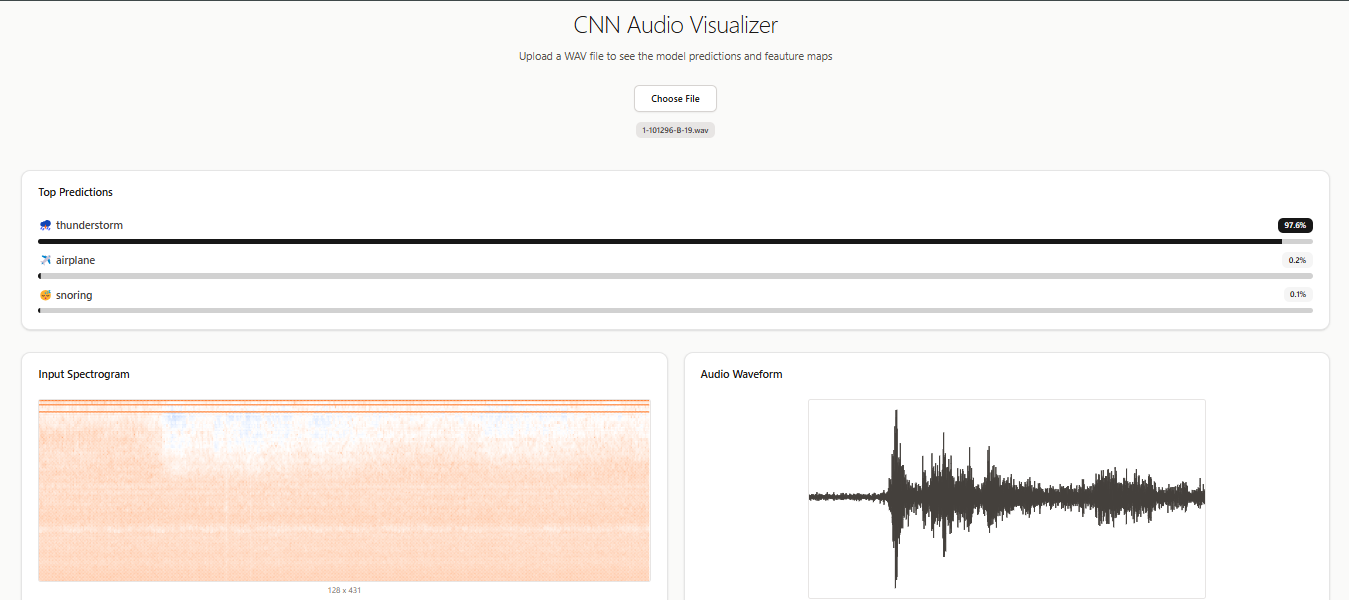 CNN Audio Visualizer
Upload a WAV file to see the model predictions and feauture maps
Choose File
1-101296-B-19.wav
Top Predictions
thunderstorm
97.6%
airplane
0.2%
snoring
0.1%
Input Spectrogram
128 x 431
Audio Waveform